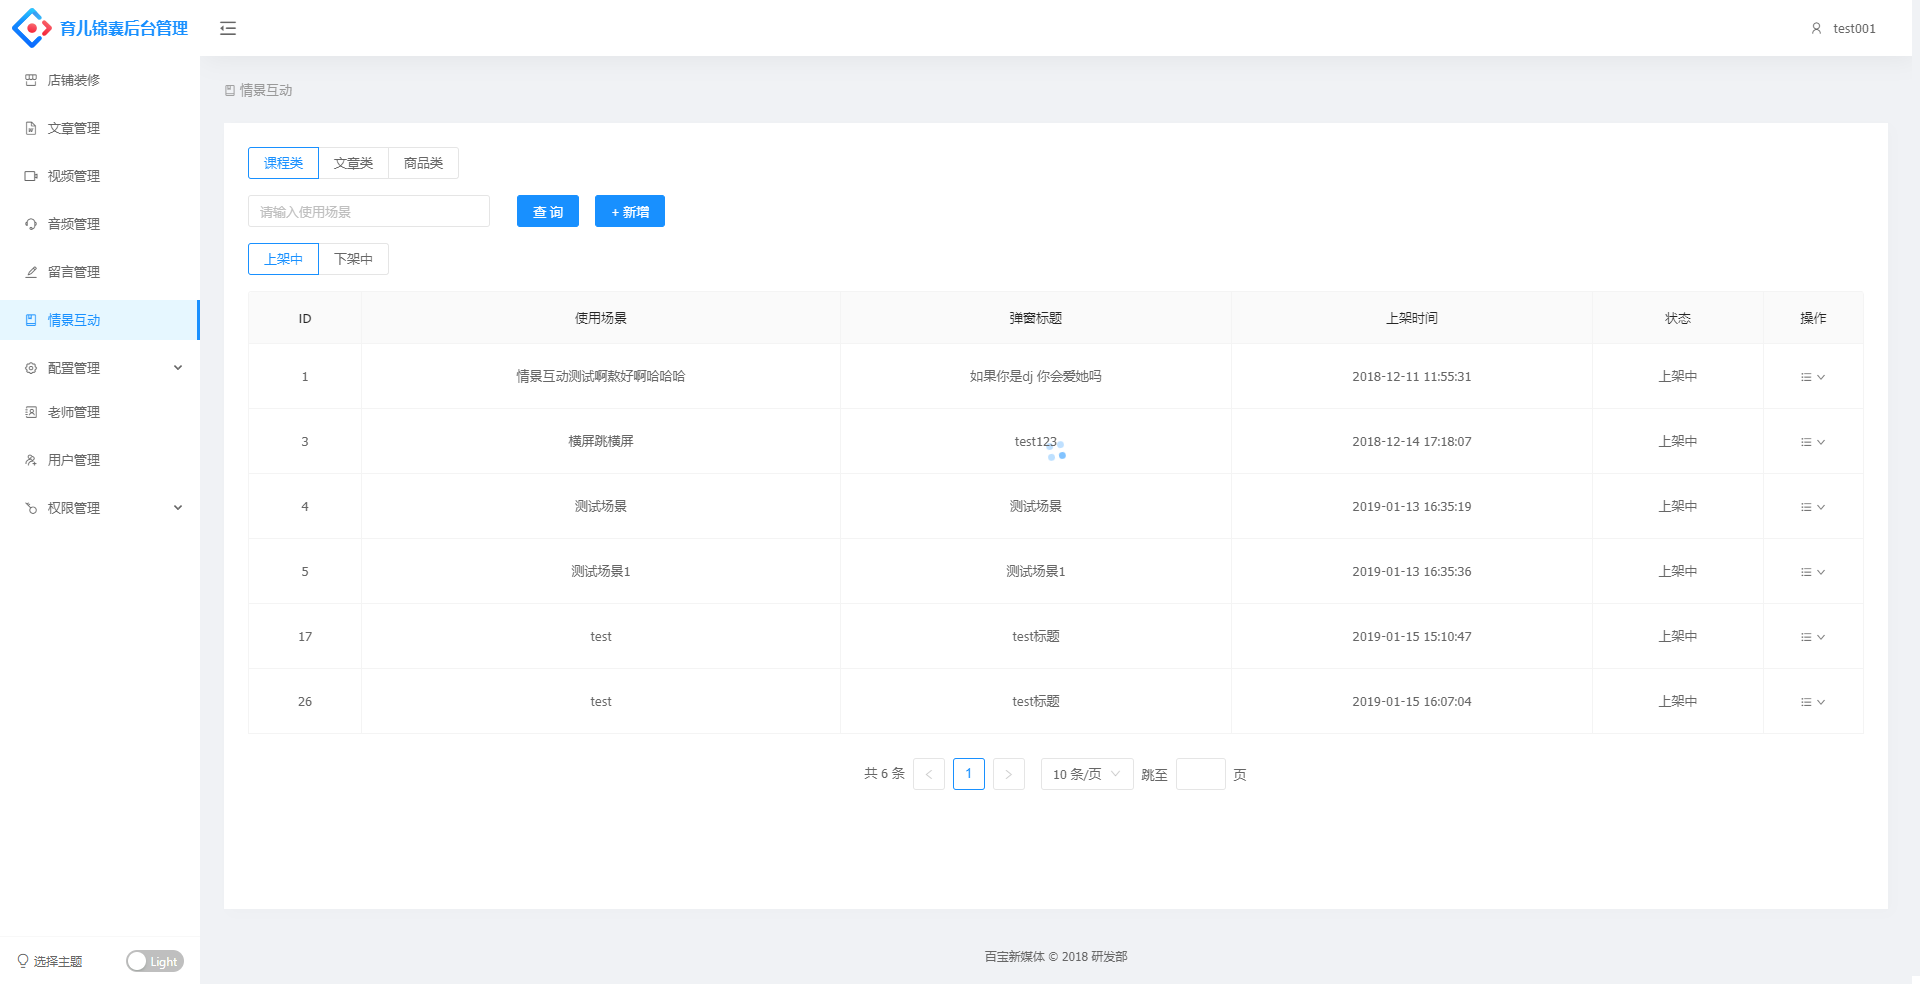 育儿锦囊后台管理
test001
店铺装修
文章管理
视频管理
音频管理
留言管理
情景互动
配置管理
老师管理
用户管理
权限管理
选择主题
Light
情景互动
课程类 文章类 商品类
请输入使用场景 查 询 + 新增
上架中 下架中
ID 使用场景 弹窗标题 上架时间 状态 操作
1 情景互动测试啊熬好啊哈哈哈 如果你是dj 你会爱她吗 2018-12-11 11:55:31 上架中
3 横屏跳横屏 test123 2018-12-14 17:18:07 上架中
4 测试场景 测试场景 2019-01-13 16:35:19 上架中
5 测试场景1 测试场景1 2019-01-13 16:35:36 上架中
17 test test标题 2019-01-15 15:10:47 上架中
26 test test标题 2019-01-15 16:07:04 上架中
共 6 条 < 1 > 10 条/页 跳至 页
百宝新媒体 © 2018 研发部